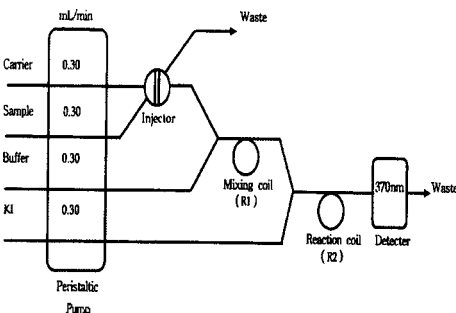 mL/min
Waste
Carrier 0.30
Sample 0.30
Injector
Buffer 0.30
Mixing coil
(R1)
KI 0.30
370nm
Waste
Reaction coil
(R2)
Detecter
Peristaltic
Pump